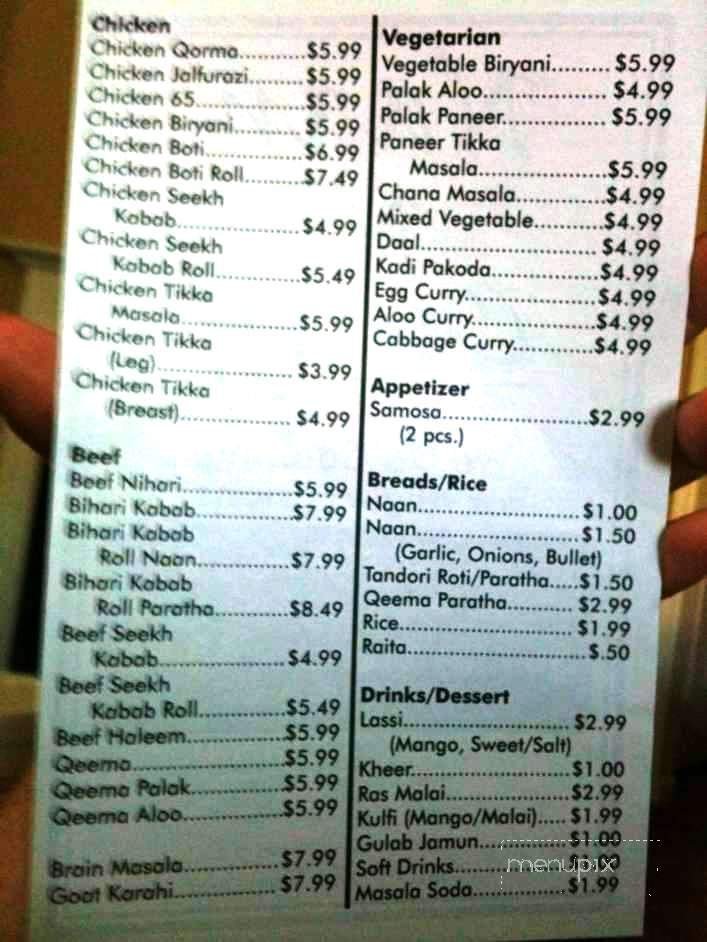 Chicken
Chicken Qorma...........$5.99
Chicken Jalfurazi.........$5.99
Chicken 65..................$5.99
Chicken Biryani............$5.99
Chicken Boti................$6.99
Chicken Boti Roll..........$7.49
Chicken Seekh
Kabab....................$4.99
Chicken Seekh
Kabab Roll..............$5.49
Chicken Tikka
Masala...................$5.99
Chicken Tikka
(Leg)...................... $3.99
Chicken Tikka
(Breast).................. $4.99
Beef
Beef Nihari..................$5.99
Bihari Kabab...............$7.99
Bihari Kabab
Roll Naan...............$7.99
Bihari Kabab
Roll Paratha............$8.49
Beef Seekh
Kabab....................$4.99
Beef Seekh
Kabab Roll..............$5.49
Beef Haleem................$5.99
Qeema.......................$5.99
Qeema Palak...............$5.99
Qeema Aloo................$5.99
Brain Masala...............$7.99
Goat Karahi................ $7.99
Vegetarian
Vegetable Biryani......... $5.99
Palak Aloo.................... $4.99
Palak Paneer................. $5.99
Paneer Tikka
Masala.....................$5.99
Chana Masala..............$4.99
Mixed Vegetable...........$4.99
Daal............................ $4.99
Kadi Pakoda.................$4.99
Egg Curry.....................$4.99
Aloo Curry....................$4.99
Cabbage Curry.............$4.99
Appetizer
Samosa........................$2.99
(2 pcs.)
Breads/Rice
Naan...........................$1.00
Naan...........................$1.50
(Garlic, Onions, Bullet)
Tandori Roti/Paratha.....$1.50
Qeema Paratha........... $2.99
Rice............................ $1.99
Raita.............................$.50
Drinks/Dessert
Lassi........................... $2.99
(Mango, Sweet/Salt)
Kheer..........................$1.00
Ras Malai.....................$2.99
Kulfi (Mango/Malai)..... $1.99
Gulab Jamun...............$1.00
Soft Drinks...................
Masala Soda................$1.99
menupix